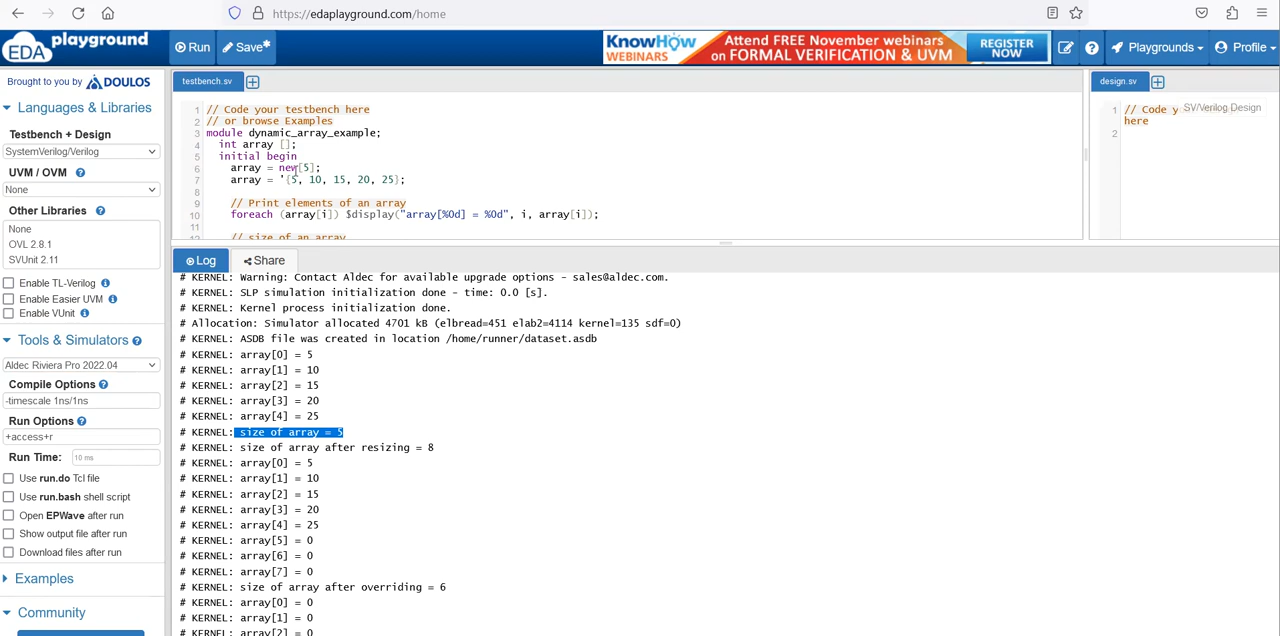 https://edaplayground.com/home
EDA playground
Run
Save*
KnowHow WEBINARS
Attend FREE November webinars on FORMAL VERIFICATION & UVM
REGISTER NOW
Playgrounds
Profile
Brought to you by DOULOS
Languages & Libraries
Testbench + Design
SystemVerilog/Verilog
UVM / OVM
None
Other Libraries
None
OVL 2.8.1
SVUnit 2.11
Enable TL-Verilog
Enable Easier UVM
Enable VUnit
Tools & Simulators
Aldec Riviera Pro 2022.04
Compile Options
-timescale 1ns/1ns
Run Options
+access+r
Run Time: 10 ms
Use run.do Tcl file
Use run.bash shell script
Open EPWave after run
Show output file after run
Download files after run
Examples
Community
testbench.sv
1 // Code your testbench here
2 // or browse Examples
3 module dynamic_array_example;
4 int array [];
5 initial begin
6 array = new[5];
7 array = '{5, 10, 15, 20, 25};
8
9 // Print elements of an array
10 foreach (array[i]) $display("array[%0d] = %0d", i, array[i]);
11
12 // size of an array
design.sv
SV/Verilog Design
1 // Code y
here
2
Log
Share
# KERNEL: Warning: Contact Aldec for available upgrade options - sales@aldec.com.
# KERNEL: SLP simulation initialization done - time: 0.0 [s].
# KERNEL: Kernel process initialization done.
# Allocation: Simulator allocated 4701 kB (elbread=451 elab2=4114 kernel=135 sdf=0)
# KERNEL: ASDB file was created in location /home/runner/dataset.asdb
# KERNEL: array[0] = 5
# KERNEL: array[1] = 10
# KERNEL: array[2] = 15
# KERNEL: array[3] = 20
# KERNEL: array[4] = 25
# KERNEL: size of array = 5
# KERNEL: size of array after resizing = 8
# KERNEL: array[0] = 5
# KERNEL: array[1] = 10
# KERNEL: array[2] = 15
# KERNEL: array[3] = 20
# KERNEL: array[4] = 25
# KERNEL: array[5] = 0
# KERNEL: array[6] = 0
# KERNEL: array[7] = 0
# KERNEL: size of array after overriding = 6
# KERNEL: array[0] = 0
# KERNEL: array[1] = 0
# KERNEL: array[2] = 0